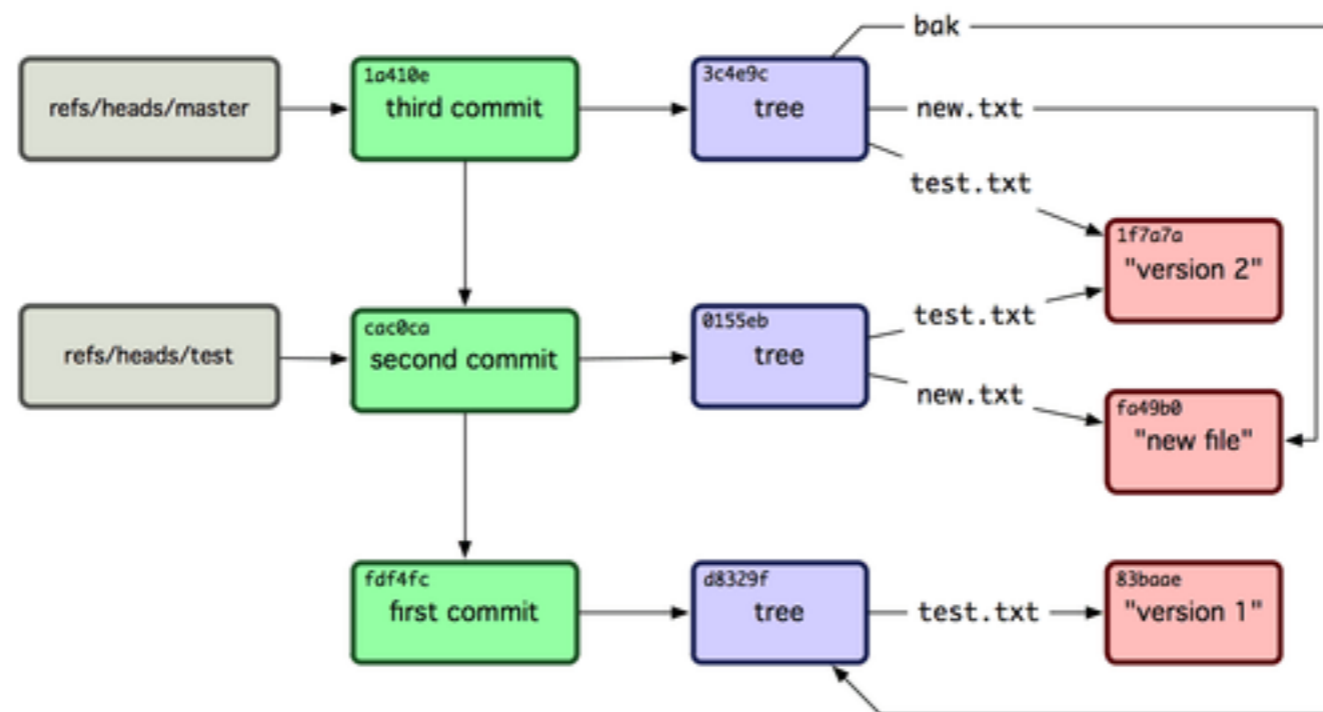 bak
refs/heads/master
1a410e
third commit
3c4e9c
tree
new.txt
test.txt
1f7a7a
"version 2"
refs/heads/test
cac0ca
second commit
0155eb
tree
test.txt
new.txt
fa49b0
"new file"
fdf4fc
first commit
d8329f
tree
test.txt
83baae
"version 1"